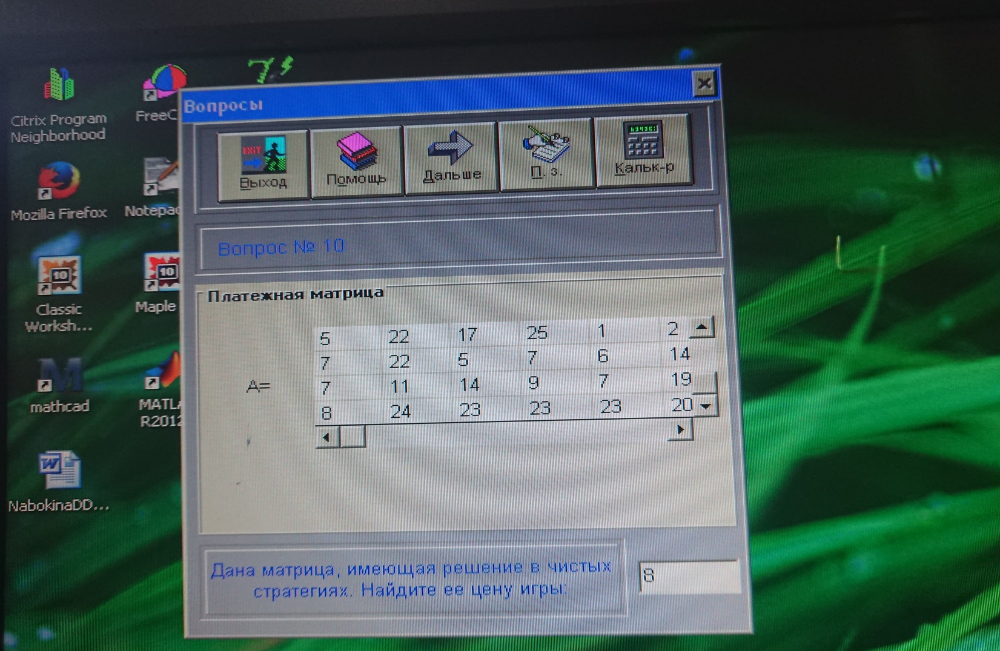 Citrix Program
Neighborhood
FreeC
Mozilla Firefox
Notepad
10
Classic
Worksh...
10
Maple
mathcad
MATLA
R2012
W
NabokinaDD...
Вопросы
EXIT
Выход
Помощь
Дальше
П. з.
Кальк-р
Вопрос № 10
Платежная матрица
5 22 17 25 1 2
7 22 5 7 6 14
A=
7 11 14 9 7 19
8 24 23 23 23 20
Дана матрица, имеющая решение в чистых
стратегиях. Найдите ее цену игры:
8